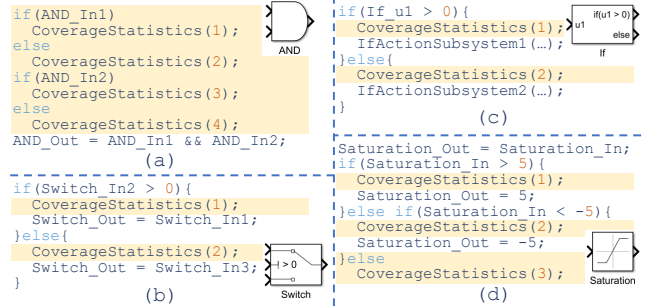 if(AND_In1)
CoverageStatistics(1);
else
CoverageStatistics(2);
if(AND_In2)
CoverageStatistics(3);
else
CoverageStatistics(4);
AND_Out = AND_In1 && AND_In2;
AND
(a)
if(Switch_In2 > 0){
CoverageStatistics(1);
Switch_Out = Switch_In1;
}else{
CoverageStatistics(2);
Switch_Out = Switch_In3;
}
> 0
Switch
(b)
if(If_u1 > 0){
CoverageStatistics(1);
IfActionSubsystem1(…);
}else{
CoverageStatistics(2);
IfActionSubsystem2(…);
}
u1
if(u1 > 0)
else
If
(c)
Saturation_Out = Saturation_In;
if(Saturation_In > 5){
CoverageStatistics(1);
Saturation_Out = 5;
}else if(Saturation_In < -5){
CoverageStatistics(2);
Saturation_Out = -5;
}else
CoverageStatistics(3);
Saturation
(d)